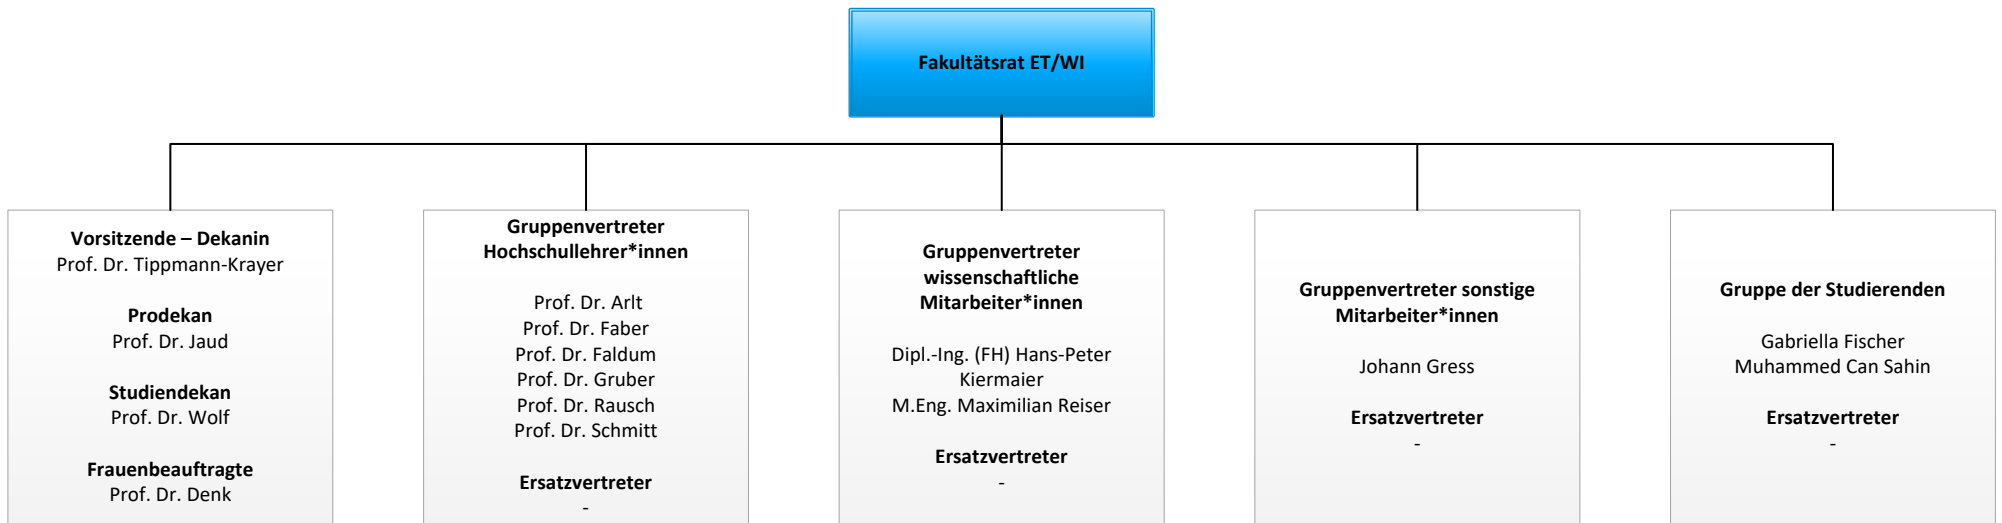 Fakultätsrat ET/WI
Vorsitzende – Dekanin
Prof. Dr. Tippmann-Krayer
Prodekan
Prof. Dr. Jaud
Studiendekan
Prof. Dr. Wolf
Frauenbeauftragte
Prof. Dr. Denk
Gruppenvertreter
Hochschullehrer*innen
Prof. Dr. Arlt
Prof. Dr. Faber
Prof. Dr. Faldum
Prof. Dr. Gruber
Prof. Dr. Rausch
Prof. Dr. Schmitt
Ersatzvertreter
-
Gruppenvertreter
wissenschaftliche
Mitarbeiter*innen
Dipl.-Ing. (FH) Hans-Peter
Kiermaier
M.Eng. Maximilian Reiser
Ersatzvertreter
-
Gruppenvertreter sonstige
Mitarbeiter*innen
Johann Gress
Ersatzvertreter
-
Gruppe der Studierenden
Gabriella Fischer
Muhammed Can Sahin
Ersatzvertreter
-